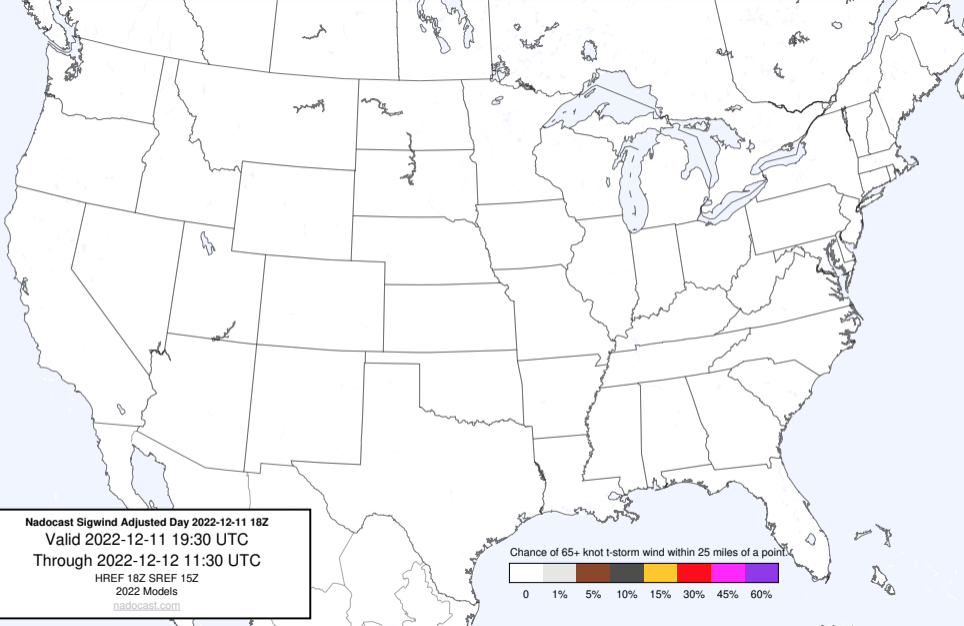 Nadocast Sigwind Adjusted Day 2022-12-11 18Z
Valid 2022-12-11 19:30 UTC
Through 2022-12-12 11:30 UTC
HREF 18Z SREF 15Z
2022 Models
nadocast.com
Chance of 65+ knot t-storm wind within 25 miles of a point.
0 1% 5% 10% 15% 30% 45% 60%